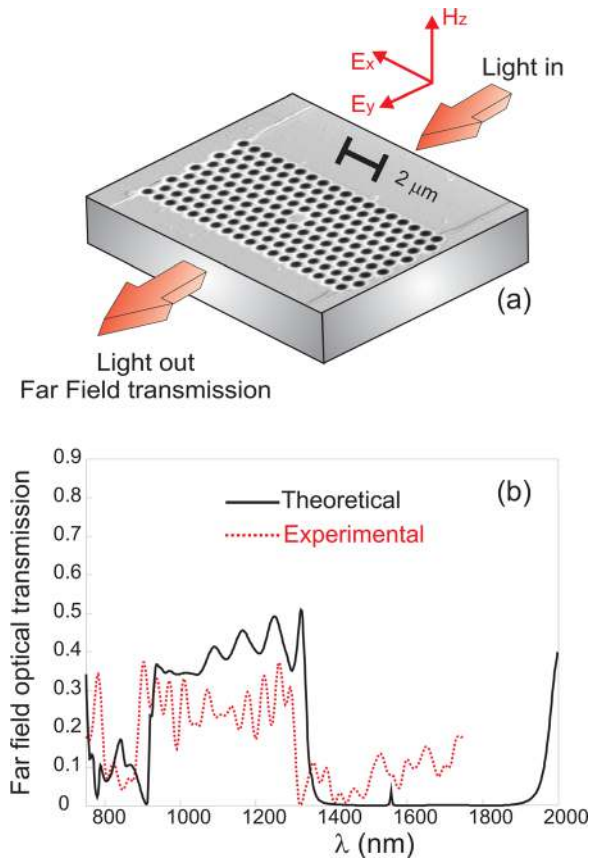 Hz
Ex
Light in
Ey
2 μm
(a)
Light out
Far Field transmission
0.9
(b)
0.8
Theoretical
0.7
Experimental
0.6
0.5
0.4
0.3
0.2
0.1
0
Far field optical transmission
800 1000 1200 1400 1600 1800 2000
λ (nm)